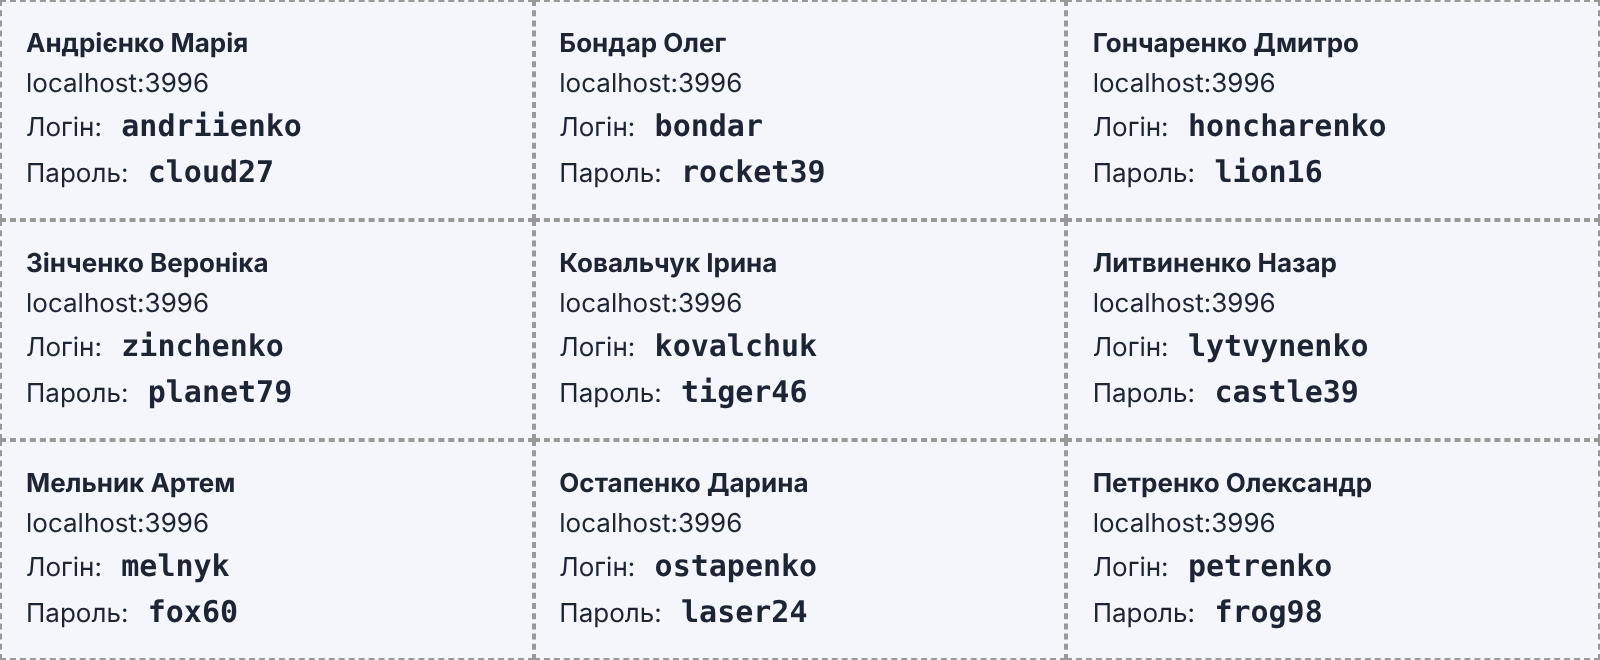 Андрієнко Марія
localhost:3996
Логін: andriienko
Пароль: cloud27
Бондар Олег
localhost:3996
Логін: bondar
Пароль: rocket39
Гончаренко Дмитро
localhost:3996
Логін: honcharenko
Пароль: lion16
Зінченко Вероніка
localhost:3996
Логін: zinchenko
Пароль: planet79
Ковальчук Ірина
localhost:3996
Логін: kovalchuk
Пароль: tiger46
Литвиненко Назар
localhost:3996
Логін: lytvynenko
Пароль: castle39
Мельник Артем
localhost:3996
Логін: melnyk
Пароль: fox60
Остапенко Дарина
localhost:3996
Логін: ostapenko
Пароль: laser24
Петренко Олександр
localhost:3996
Логін: petrenko
Пароль: frog98